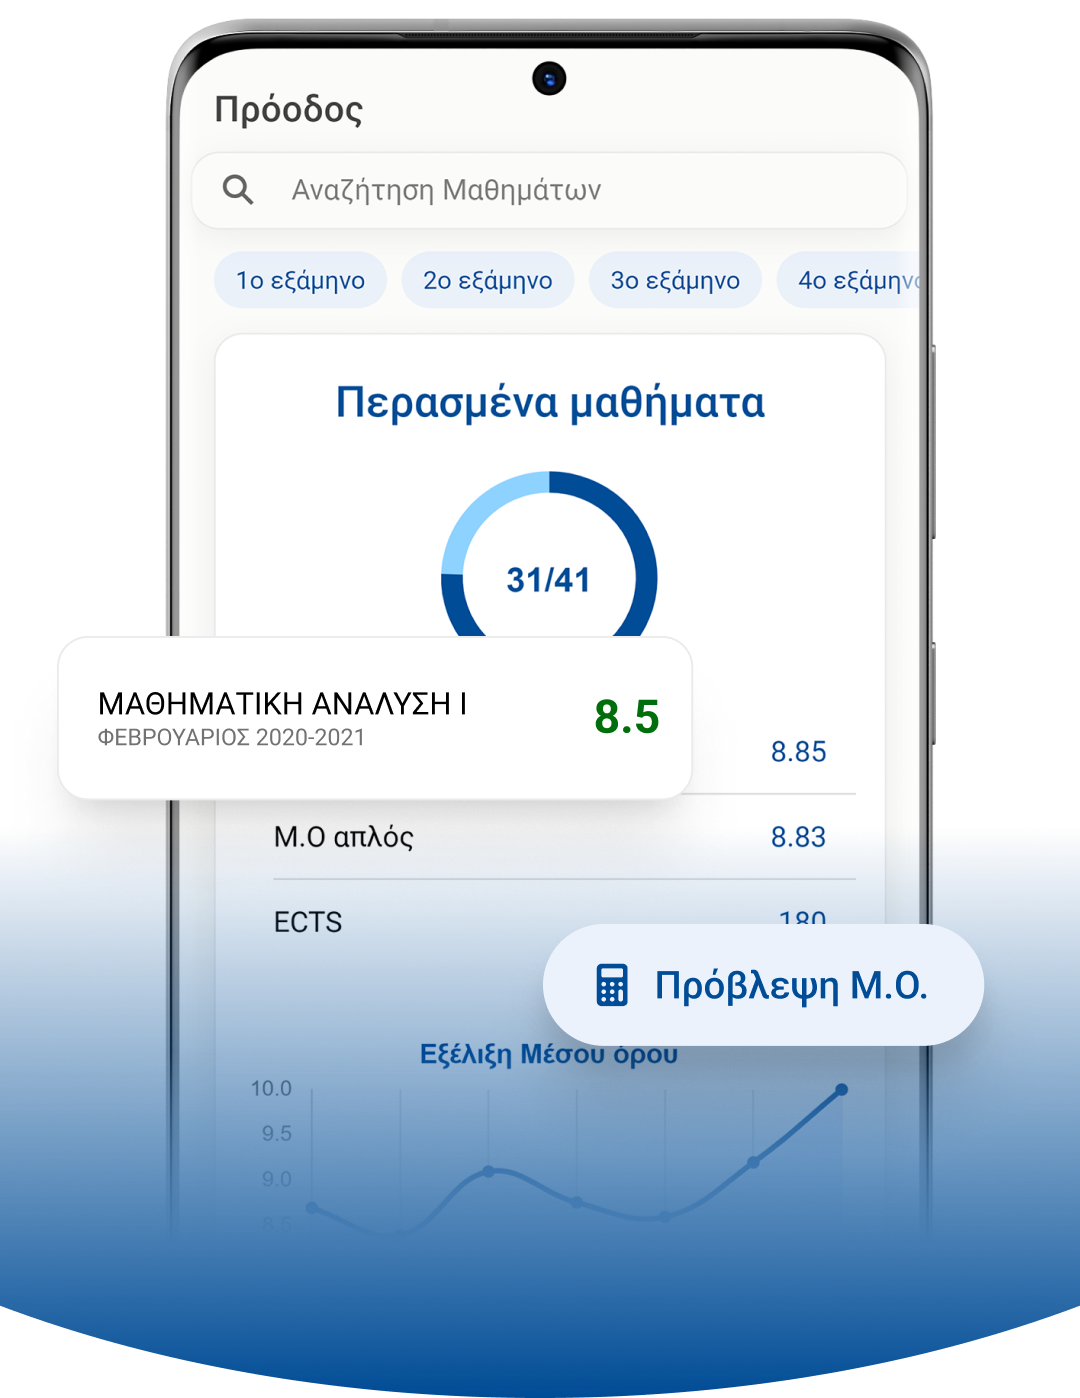 Πρόοδος
Αναζήτηση Μαθημάτων
1ο εξάμηνο 2ο εξάμηνο 3ο εξάμηνο 4ο εξάμηνο
Περασμένα μαθήματα
31/41
ΜΑΘΗΜΑΤΙΚΗ ΑΝΑΛΥΣΗ Ι 8.5
ΦΕΒΡΟΥΑΡΙΟΣ 2020-2021
8.85
Μ.Ο απλός 8.83
ECTS 180
Πρόβλεψη Μ.Ο.
Εξέλιξη Μέσου όρου
10.0
9.5
9.0
8.5